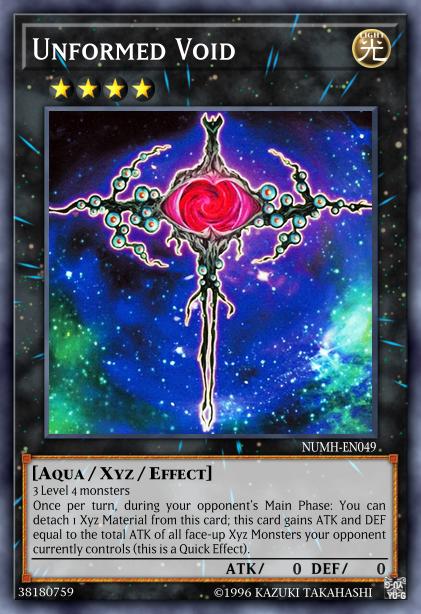 UNFORMED VOID
LIGHT
光
NUMH-EN049
[AQUA / XYZ / EFFECT]
3 Level 4 monsters
Once per turn, during your opponent's Main Phase: You can
detach 1 Xyz Material from this card; this card gains ATK and DEF
equal to the total ATK of all face-up Xyz Monsters your opponent
currently controls (this is a Quick Effect).
ATK/ 0 DEF/ 0
38180759 ©1996 KAZUKI TAKAHASHI